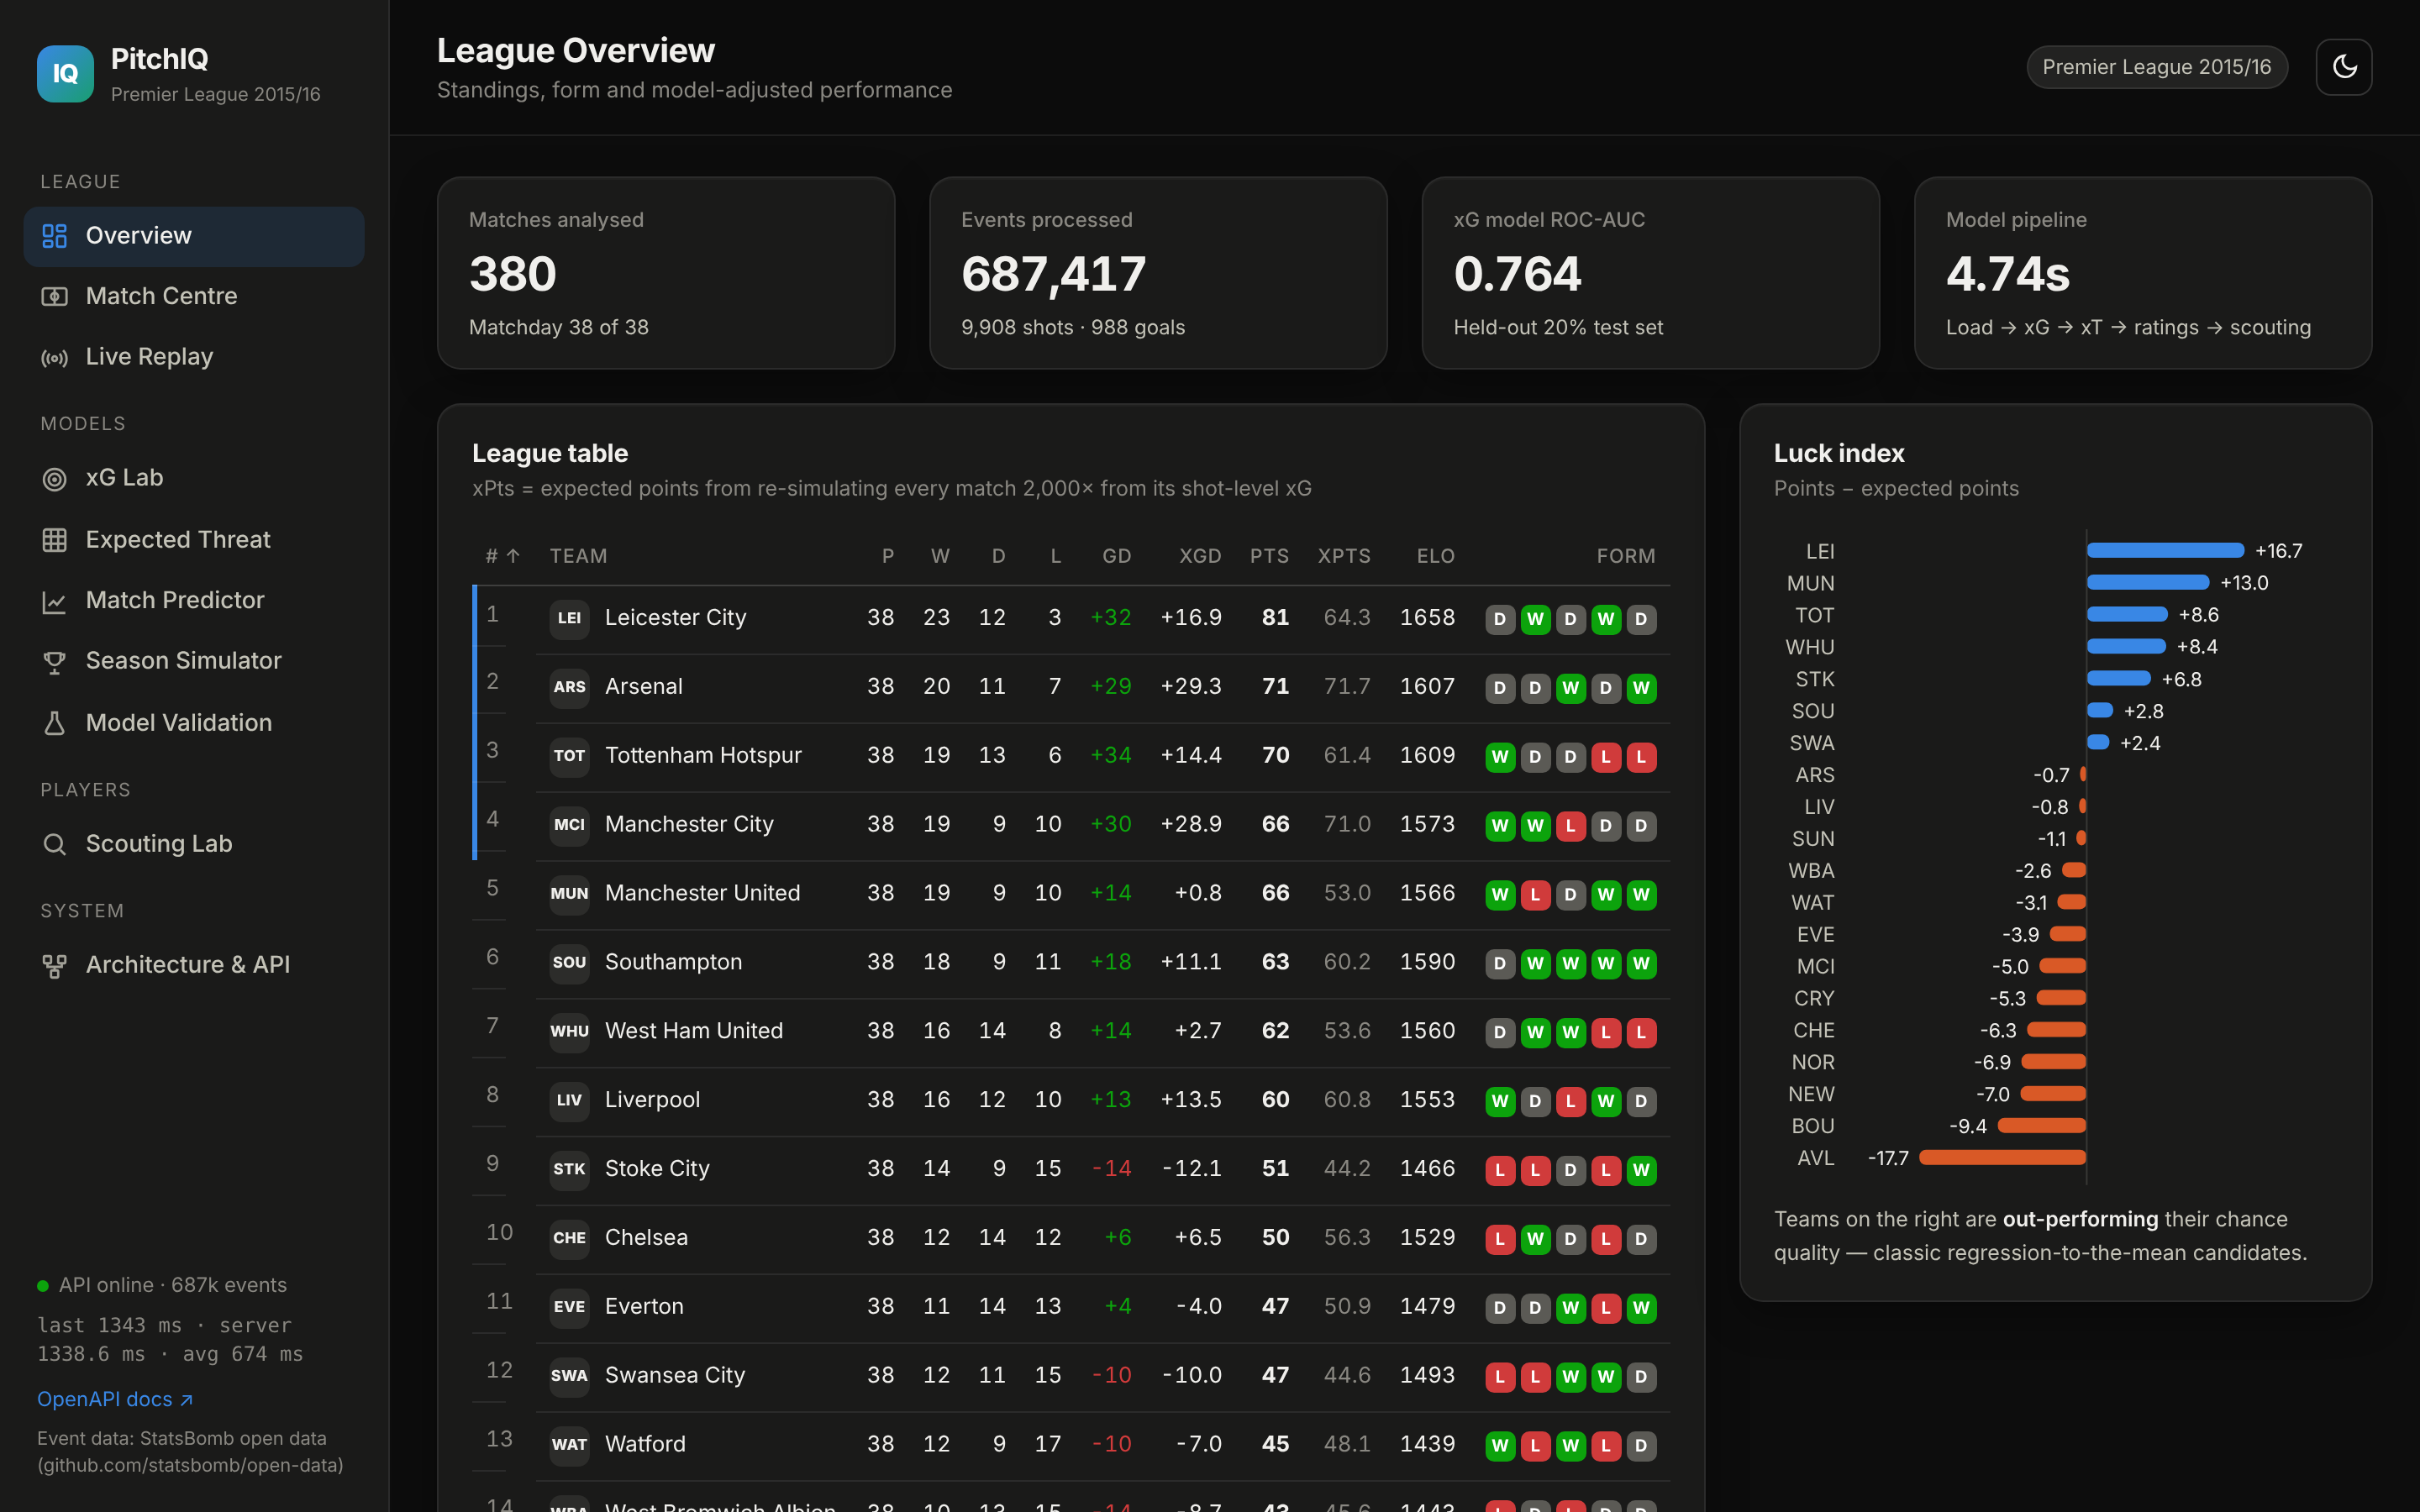 IQ
PitchIQ
Premier League 2015/16
LEAGUE
Overview
Match Centre
Live Replay
MODELS
xG Lab
Expected Threat
Match Predictor
Season Simulator
Model Validation
PLAYERS
Scouting Lab
SYSTEM
Architecture & API
API online · 687k events
last 1343 ms · server
1338.6 ms · avg 674 ms
OpenAPI docs ↗
Event data: StatsBomb open data
(github.com/statsbomb/open-data)
League Overview
Standings, form and model-adjusted performance
Premier League 2015/16
Matches analysed
380
Matchday 38 of 38
Events processed
687,417
9,908 shots · 988 goals
xG model ROC-AUC
0.764
Held-out 20% test set
Model pipeline
4.74s
Load → xG → xT → ratings → scouting
League table
xPts = expected points from re-simulating every match 2,000× from its shot-level xG
# ↑ TEAM P W D L GD XGD PTS XPTS ELO FORM
1 LEI Leicester City 38 23 12 3 +32 +16.9 81 64.3 1658 D W D W D
2 ARS Arsenal 38 20 11 7 +29 +29.3 71 71.7 1607 D D W D W
3 TOT Tottenham Hotspur 38 19 13 6 +34 +14.4 70 61.4 1609 W D D L L
4 MCI Manchester City 38 19 9 10 +30 +28.9 66 71.0 1573 W W L D D
5 MUN Manchester United 38 19 9 10 +14 +0.8 66 53.0 1566 W L D W W
6 SOU Southampton 38 18 9 11 +18 +11.1 63 60.2 1590 D W W W W
7 WHU West Ham United 38 16 14 8 +14 +2.7 62 53.6 1560 D W W L L
8 LIV Liverpool 38 16 12 10 +13 +13.5 60 60.8 1553 W D L W D
9 STK Stoke City 38 14 9 15 -14 -12.1 51 44.2 1466 L L D L W
10 CHE Chelsea 38 12 14 12 +6 +6.5 50 56.3 1529 L W D L D
11 EVE Everton 38 11 14 13 +4 -4.0 47 50.9 1479 D D W L W
12 SWA Swansea City 38 12 11 15 -10 -10.0 47 44.6 1493 L L W W D
13 WAT Watford 38 12 9 17 -10 -7.0 45 48.1 1439 W L W L D
14 WBA West Bromwich Albion 38 10 13 15 -14 -8.7 43 45.6 1443 L D L D D
Luck index
Points – expected points
LEI +16.7
MUN +13.0
TOT +8.6
WHU +8.4
STK +6.8
SOU +2.8
SWA +2.4
ARS -0.7
LIV -0.8
SUN -1.1
WBA -2.6
WAT -3.1
EVE -3.9
MCI -5.0
CRY -5.3
CHE -6.3
NOR -6.9
NEW -7.0
BOU -9.4
AVL -17.7
Teams on the right are out-performing their chance
quality — classic regression-to-the-mean candidates.